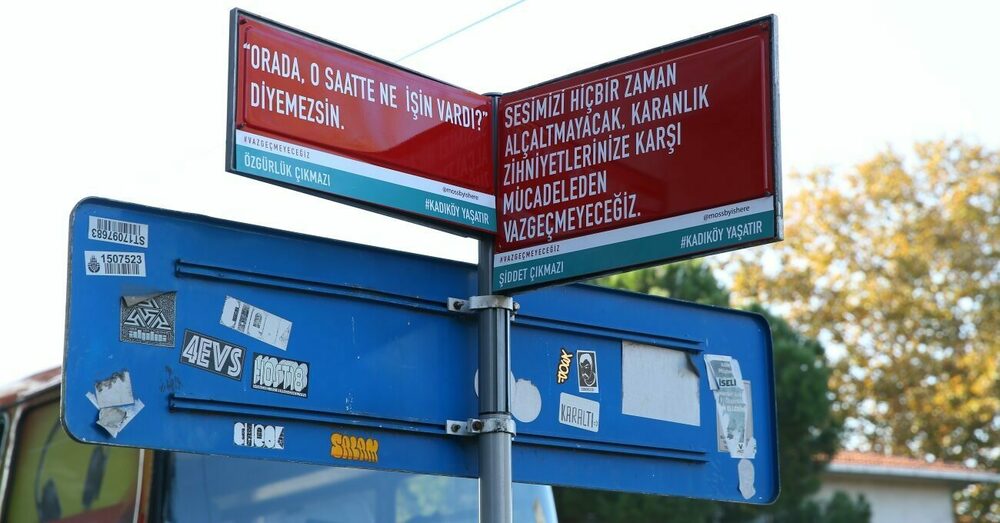 “ORADA, O SAATTE NE İŞİN VARDI?”
DİYEMEZSİN.
#VAZGEÇMEYECEĞİZ
ÖZGÜRLÜK ÇIKMAZI
@mossbyishere
#KADIKÖY YAŞATIR
SESİMİZİ HİÇBİR ZAMAN
ALÇALTMAYACAK, KARANLIK
ZİHNİYETLERİNİZE KARŞI
MÜCADELEDEN
VAZGEÇMEYECEĞİZ.
@mossbyishere
#VAZGEÇMEYECEĞİZ
ŞİDDET ÇIKMAZI
#KADIKÖY YAŞATIR
ST17097683
1507523
4EVS
KARALTI
İSELİ